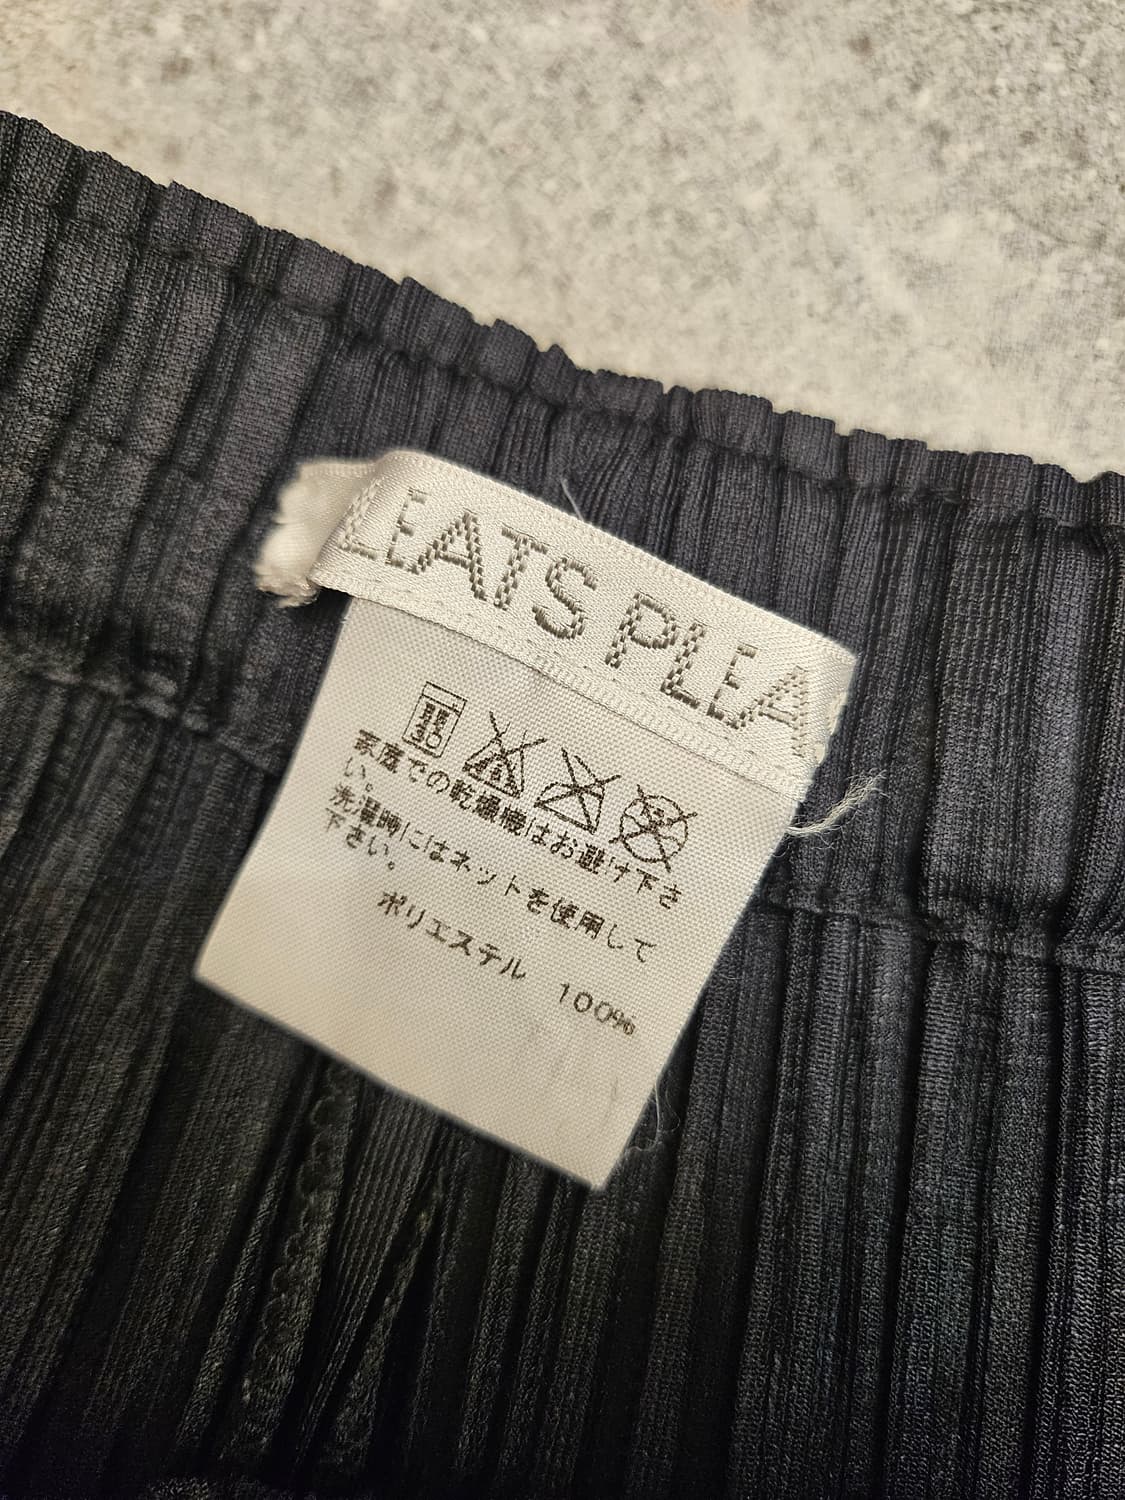 LEATS PLEA
家庭での乾燥機はお避け下さ
い。
洗濯時にはネットを使用して
下さい。
ポリエステル 100%